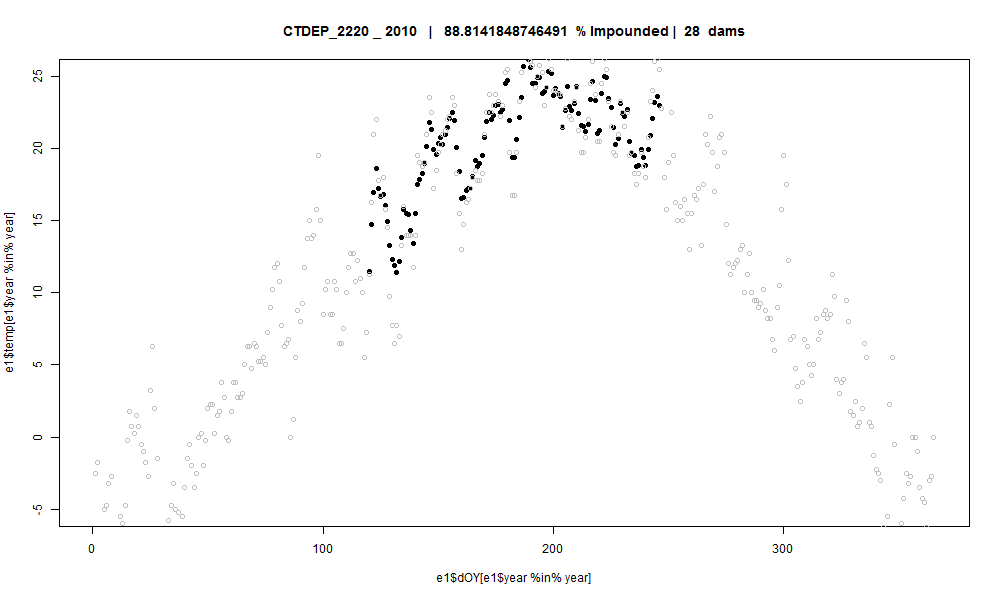 CTDEP_2220 _ 2010 | 88.8141848746491 % Impounded | 28 dams
e1$temp[e1$year %in% year]
25
20
15
10
5
0
-5
0 100 200 300
e1$dOY[e1$year %in% year]